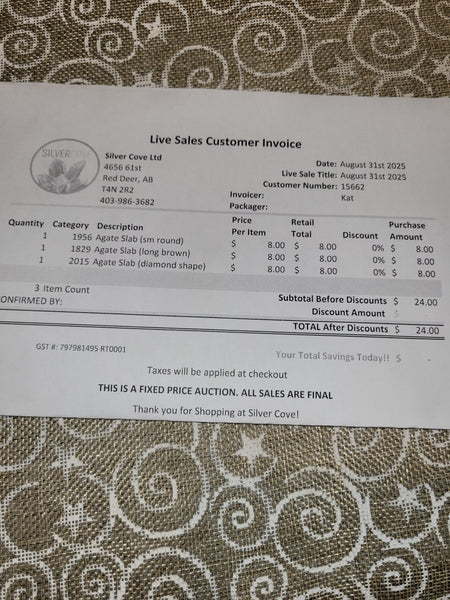 Live Sales Customer Invoice
SILVER COVE
Silver Cove Ltd
4656 61st
Red Deer, AB
T4N 2R2
403-986-3682
Date: August 31st 2025
Live Sale Title: August 31st 2025
Customer Number: 15662
Invoicer: Kat
Packager:
Quantity Category Description Price Per Item Retail Total Discount Purchase Amount
1 1956 Agate Slab (sm round) $ 8.00 $ 8.00 0% $ 8.00
1 1829 Agate Slab (long brown) $ 8.00 $ 8.00 0% $ 8.00
1 2015 Agate Slab (diamond shape) $ 8.00 $ 8.00 0% $ 8.00
3 Item Count
Subtotal Before Discounts $ 24.00
CONFIRMED BY:
Discount Amount $
TOTAL After Discounts $ 24.00
GST #: 797981495 RT0001
Your Total Savings Today!! $ -
Taxes will be applied at checkout
THIS IS A FIXED PRICE AUCTION. ALL SALES ARE FINAL
Thank you for Shopping at Silver Cove!